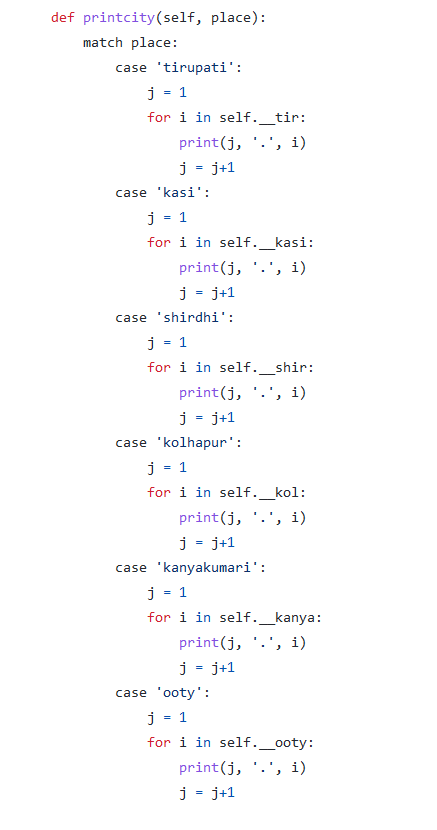 def printcity(self, place):
    match place:
        case 'tirupati':
            j = 1
            for i in self.__tir:
                print(j, '.', i)
                j = j+1
        case 'kasi':
            j = 1
            for i in self.__kasi:
                print(j, '.', i)
                j = j+1
        case 'shirdhi':
            j = 1
            for i in self.__shir:
                print(j, '.', i)
                j = j+1
        case 'kolhapur':
            j = 1
            for i in self.__kol:
                print(j, '.', i)
                j = j+1
        case 'kanyakumari':
            j = 1
            for i in self.__kanya:
                print(j, '.', i)
                j = j+1
        case 'ooty':
            j = 1
            for i in self.__ooty:
                print(j, '.', i)
                j = j+1